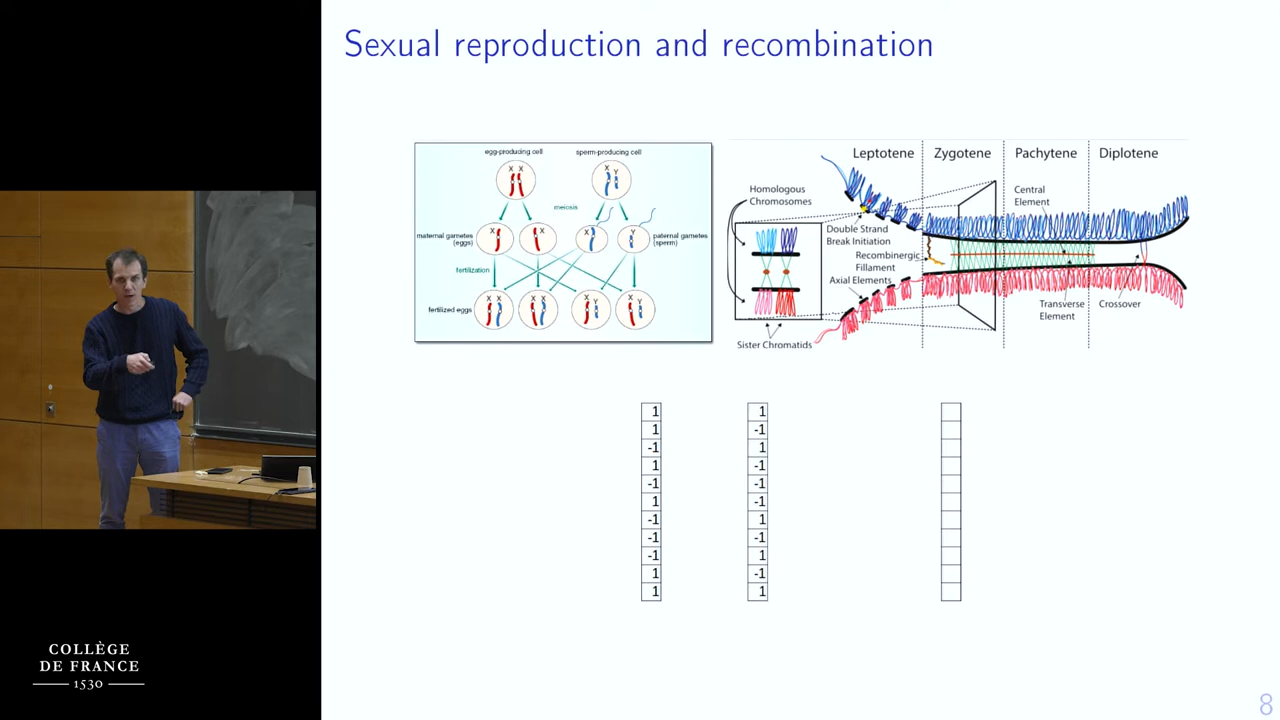 Sexual reproduction and recombination
egg-producing cell
sperm-producing cell
X X
X Y
meiosis
maternal gametes
(eggs)
X
X
X
Y
paternal gametes
(sperm)
fertilization
fertilized eggs
X X
X X
X Y
X Y
Leptotene
Zygotene
Pachytene
Diplotene
Homologous
Chromosomes
Central
Element
Double Strand
Break Initiation
Recombinergic
Fillament
Axial Elements
Transverse
Element
Crossover
Sister Chromatids
1
1
-1
1
-1
1
-1
-1
-1
1
1
1
-1
1
-1
-1
-1
1
-1
1
-1
1
COLLÈGE
DE FRANCE
1530
8